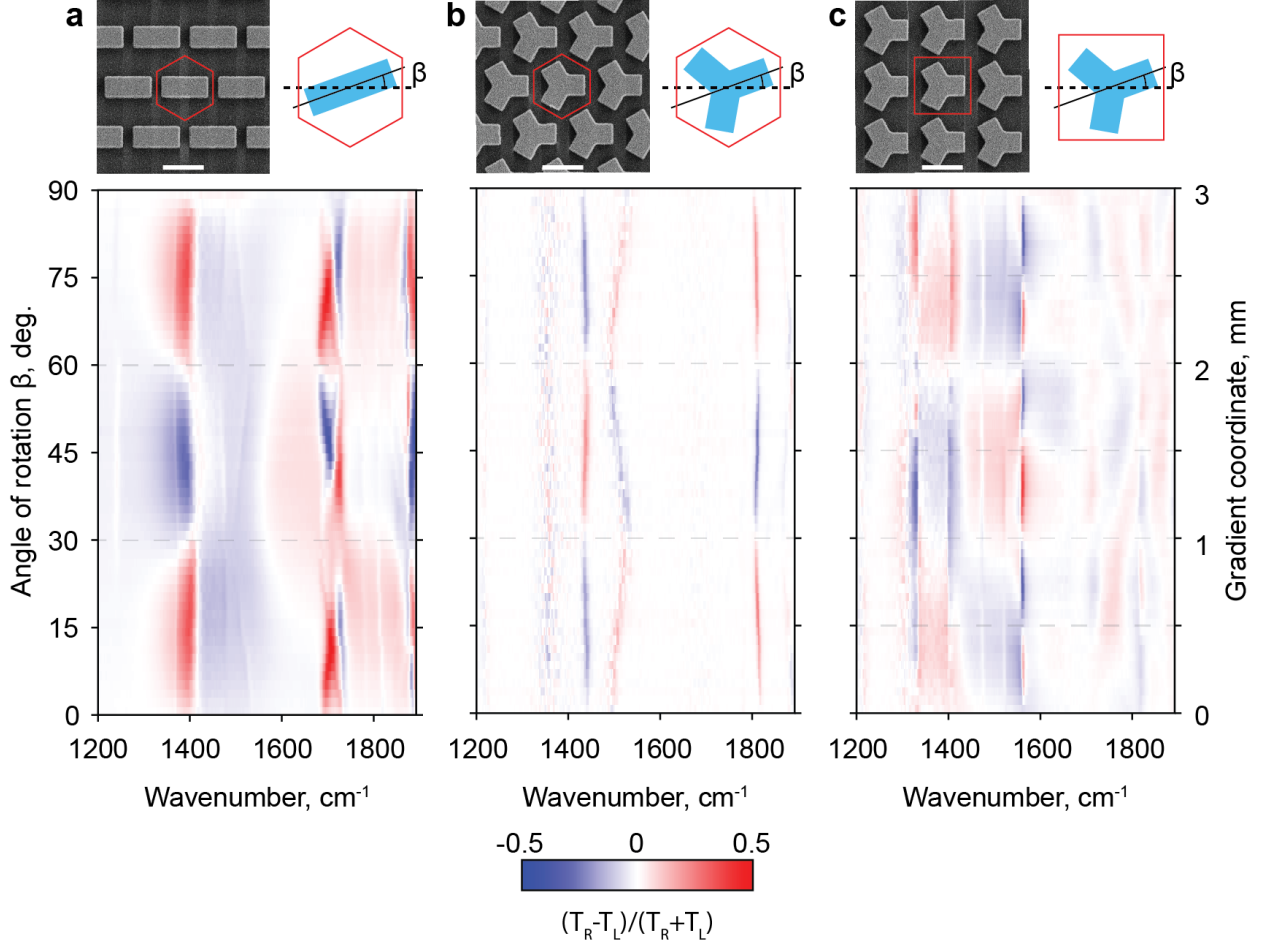 a
β
b
β
c
β
Angle of rotation β, deg.
90
75
60
45
30
15
0
3
2
1
0
Gradient coordinate, mm
1200 1400 1600 1800
1200 1400 1600 1800
1200 1400 1600 1800
Wavenumber, cm-1
Wavenumber, cm-1
Wavenumber, cm-1
-0.5 0 0.5
(TR-TL)/(TR+TL)